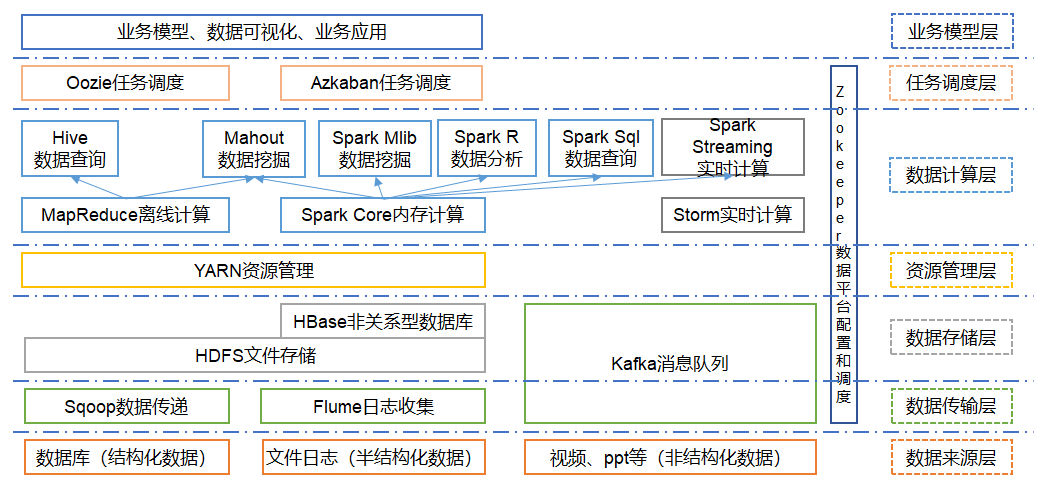 业务模型、数据可视化、业务应用
业务模型层
Oozie任务调度
Azkaban任务调度
任务调度层
Hive
数据查询
Mahout
数据挖掘
Spark Mlib
数据挖掘
Spark R
数据分析
Spark Sql
数据查询
Spark
Streaming
实时计算
数据计算层
MapReduce离线计算
Spark Core内存计算
Storm实时计算
Zoookeeper数据平台配置和调度
YARN资源管理
资源管理层
HBase非关系型数据库
HDFS文件存储
Kafka消息队列
数据存储层
Sqoop数据传递
Flume日志收集
数据传输层
数据库（结构化数据）
文件日志（半结构化数据）
视频、ppt等（非结构化数据）
数据来源层